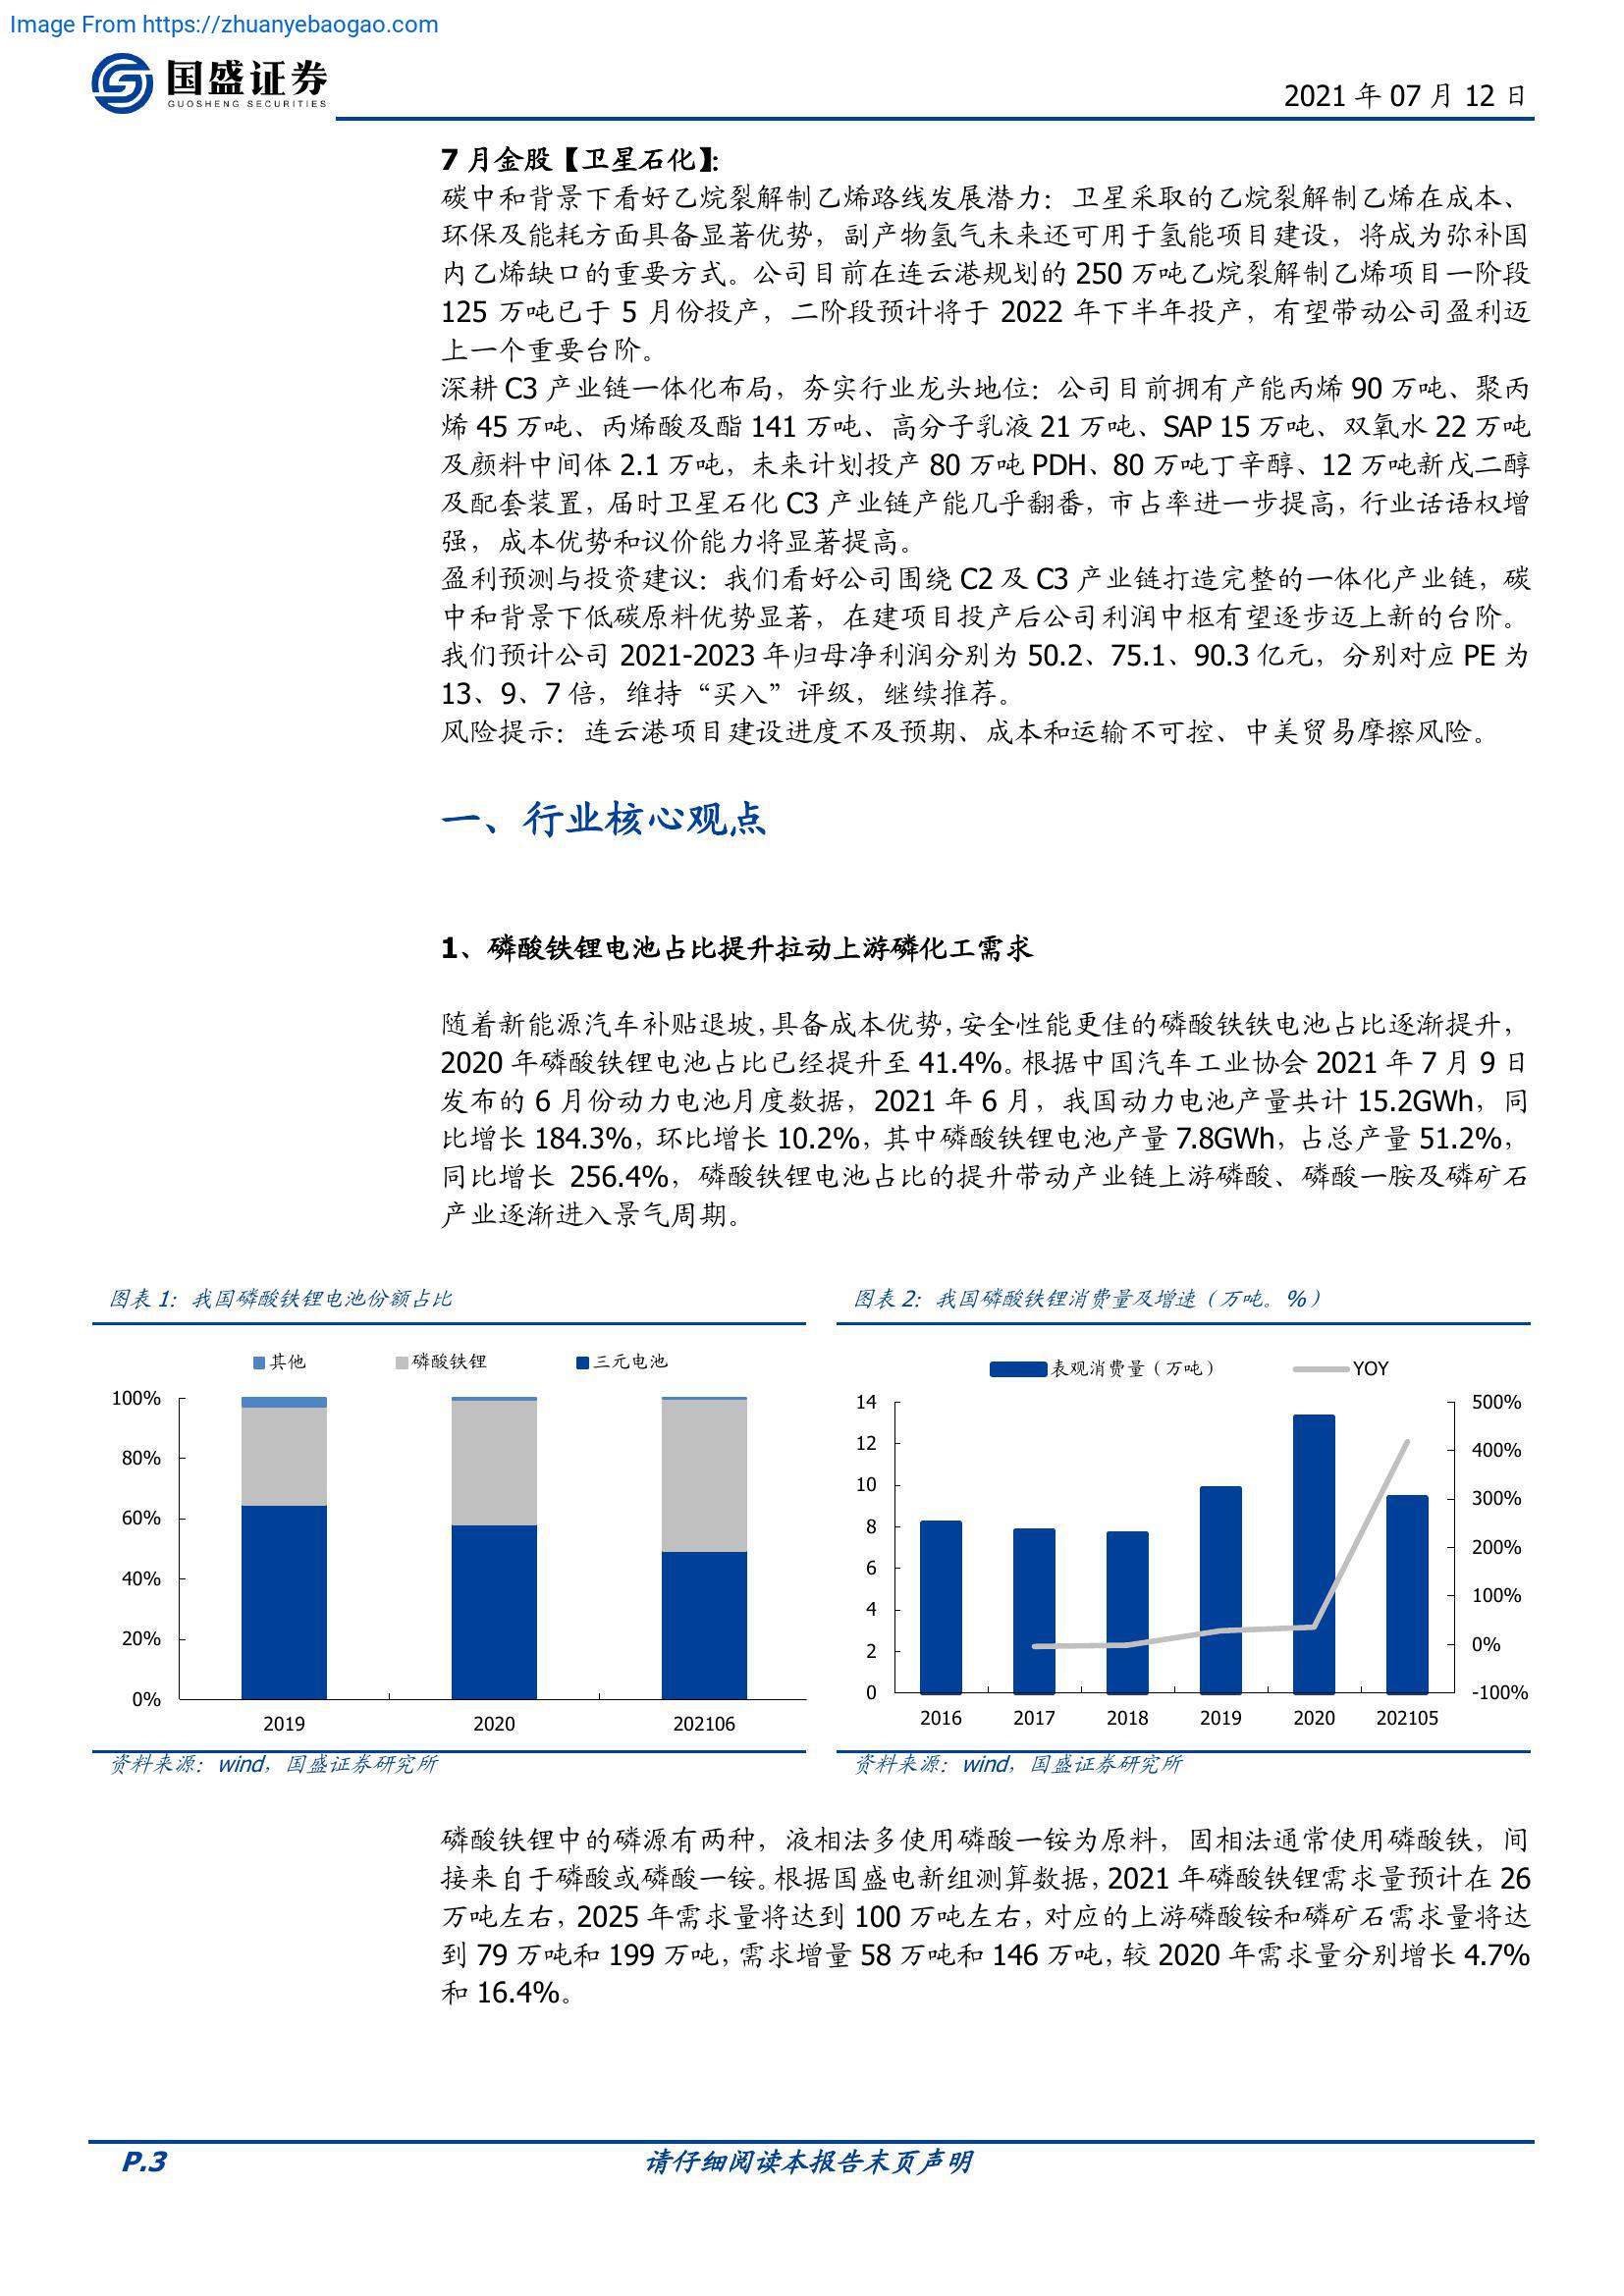 Image From https://zhuanyebaogao.com
国盛证券
GUOSHENG SECURITIES
2021 年 07 月 12 日
7 月金股【卫星石化】:
碳中和背景下看好乙烷裂解制乙烯路线发展潜力：卫星采取的乙烷裂解制乙烯在成本、
环保及能耗方面具备显著优势，副产物氢气未来还可用于氢能项目建设，将成为弥补国
内乙烯缺口的重要方式。公司目前在连云港规划的 250 万吨乙烷裂解制乙烯项目一阶段
125 万吨已于 5 月份投产，二阶段预计将于 2022 年下半年投产，有望带动公司盈利迈
上一个重要台阶。
深耕 C3 产业链一体化布局，夯实行业龙头地位：公司目前拥有产能丙烯 90 万吨、聚丙
烯 45 万吨、丙烯酸及酯 141 万吨、高分子乳液 21 万吨、SAP 15 万吨、双氧水 22 万吨
及颜料中间体 2.1 万吨，未来计划投产 80 万吨 PDH、80 万吨丁辛醇、12 万吨新戊二醇
及配套装置，届时卫星石化 C3 产业链产能几乎翻番，市占率进一步提高，行业话语权增
强，成本优势和议价能力将显著提高。
盈利预测与投资建议：我们看好公司围绕 C2 及 C3 产业链打造完整的一体化产业链，碳
中和背景下低碳原料优势显著，在建项目投产后公司利润中枢有望逐步迈上新的台阶。
我们预计公司 2021-2023 年归母净利润分别为 50.2、75.1、90.3 亿元，分别对应 PE 为
13、9、7 倍，维持“买入”评级，继续推荐。
风险提示：连云港项目建设进度不及预期、成本和运输不可控、中美贸易摩擦风险。
一、行业核心观点
1、磷酸铁锂电池占比提升拉动上游磷化工需求
随着新能源汽车补贴退坡，具备成本优势，安全性能更佳的磷酸铁铁电池占比逐渐提升，
2020 年磷酸铁锂电池占比已经提升至 41.4%。根据中国汽车工业协会 2021 年 7 月 9 日
发布的 6 月份动力电池月度数据，2021 年 6 月，我国动力电池产量共计 15.2GWh，同
比增长 184.3%，环比增长 10.2%，其中磷酸铁锂电池产量 7.8GWh，占总产量 51.2%，
同比增长 256.4%，磷酸铁锂电池占比的提升带动产业链上游磷酸、磷酸一胺及磷矿石
产业逐渐进入景气周期。
图表 1：我国磷酸铁锂电池份额占比
其他 磷酸铁锂 三元电池
100%
80%
60%
40%
20%
0%
2019 2020 202106
资料来源：wind，国盛证券研究所
图表 2：我国磷酸铁锂消费量及增速（万吨。%）
表观消费量（万吨） YOY
14 500%
12 400%
10 300%
8 200%
6 100%
4 0%
2 -100%
0
2016 2017 2018 2019 2020 202105
资料来源：wind，国盛证券研究所
磷酸铁锂中的磷源有两种，液相法多使用磷酸一铵为原料，固相法通常使用磷酸铁，间
接来自于磷酸或磷酸一铵。根据国盛电新组测算数据，2021 年磷酸铁锂需求量预计在 26
万吨左右，2025 年需求量将达到 100 万吨左右，对应的上游磷酸铵和磷矿石需求量将达
到 79 万吨和 199 万吨，需求增量 58 万吨和 146 万吨，较 2020 年需求量分别增长 4.7%
和 16.4%。
P.3
请仔细阅读本报告末页声明